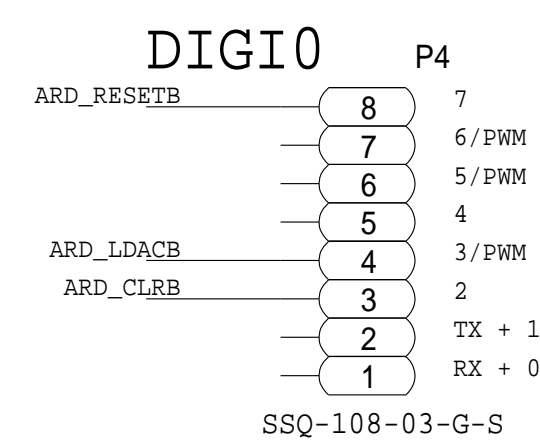 DIGI0 P4
ARD_RESETB 8 7
7 6/PWM
6 5/PWM
5 4
ARD_LDACB 4 3/PWM
ARD_CLRB 3 2
2 TX + 1
1 RX + 0
SSQ-108-03-G-S